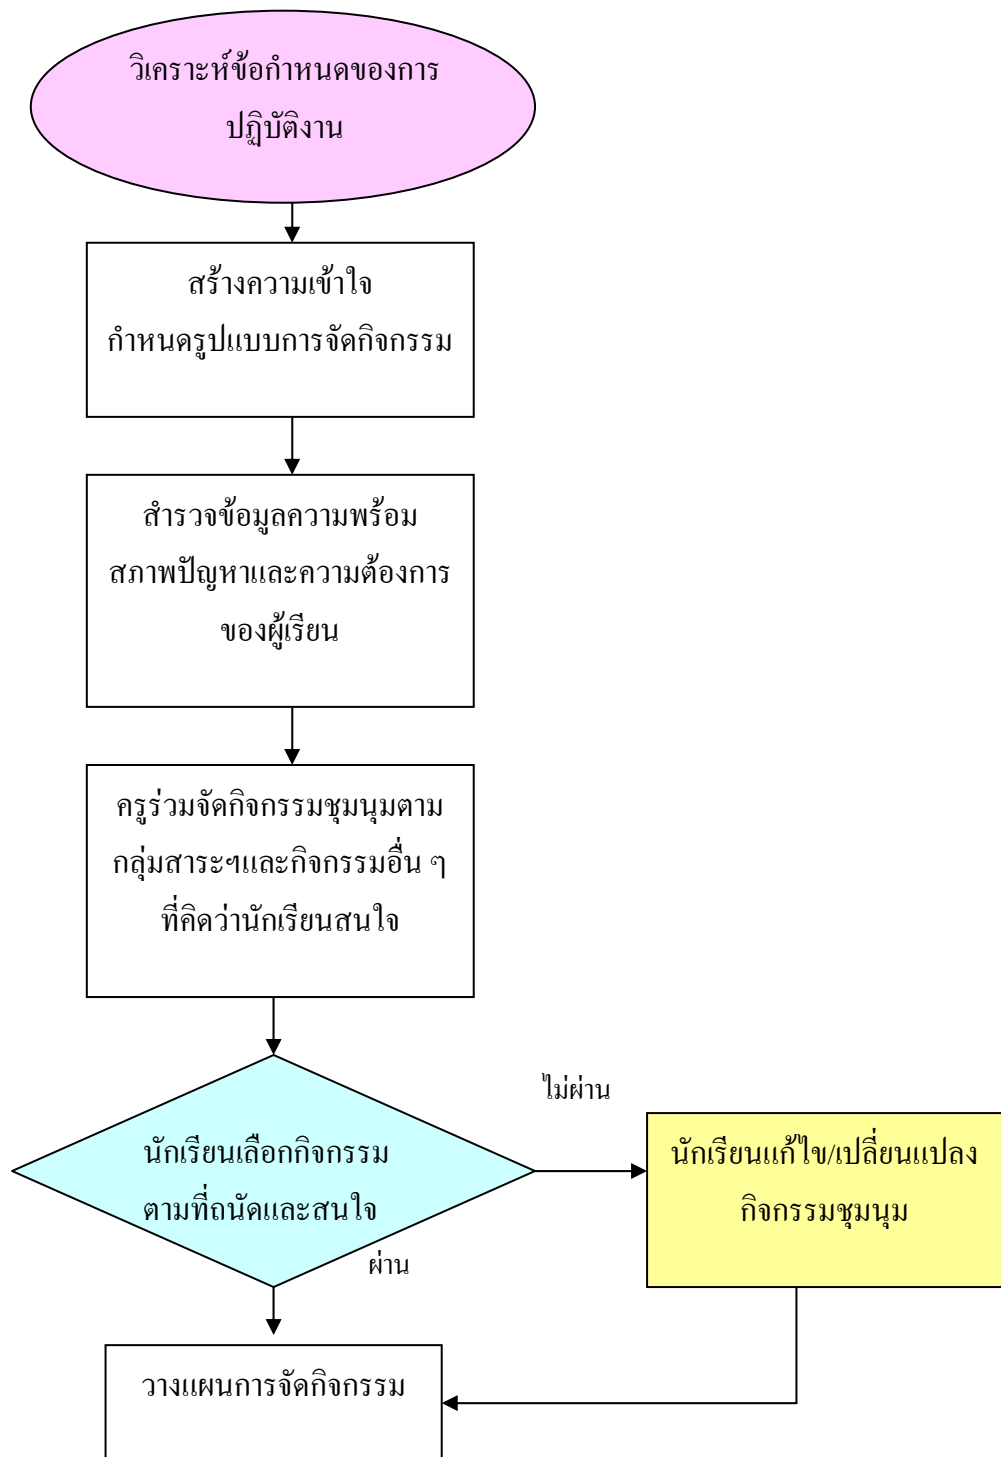 วิเคราะห์ข้อกำหนดของการ
ปฏิบัติงาน
สร้างความเข้าใจ
กำหนดรูปแบบการจัดกิจกรรม
สำรวจข้อมูลความพร้อม
สภาพปัญหาและความต้องการ
ของผู้เรียน
ครูร่วมจัดกิจกรรมชุมนุมตาม
กลุ่มสาระฯและกิจกรรมอื่น ๆ
ที่คิดว่านักเรียนสนใจ
ไม่ผ่าน
นักเรียนเลือกกิจกรรม
ตามที่ถนัดและสนใจ
ผ่าน
นักเรียนแก้ไข/เปลี่ยนแปลง
กิจกรรมชุมนุม
วางแผนการจัดกิจกรรม